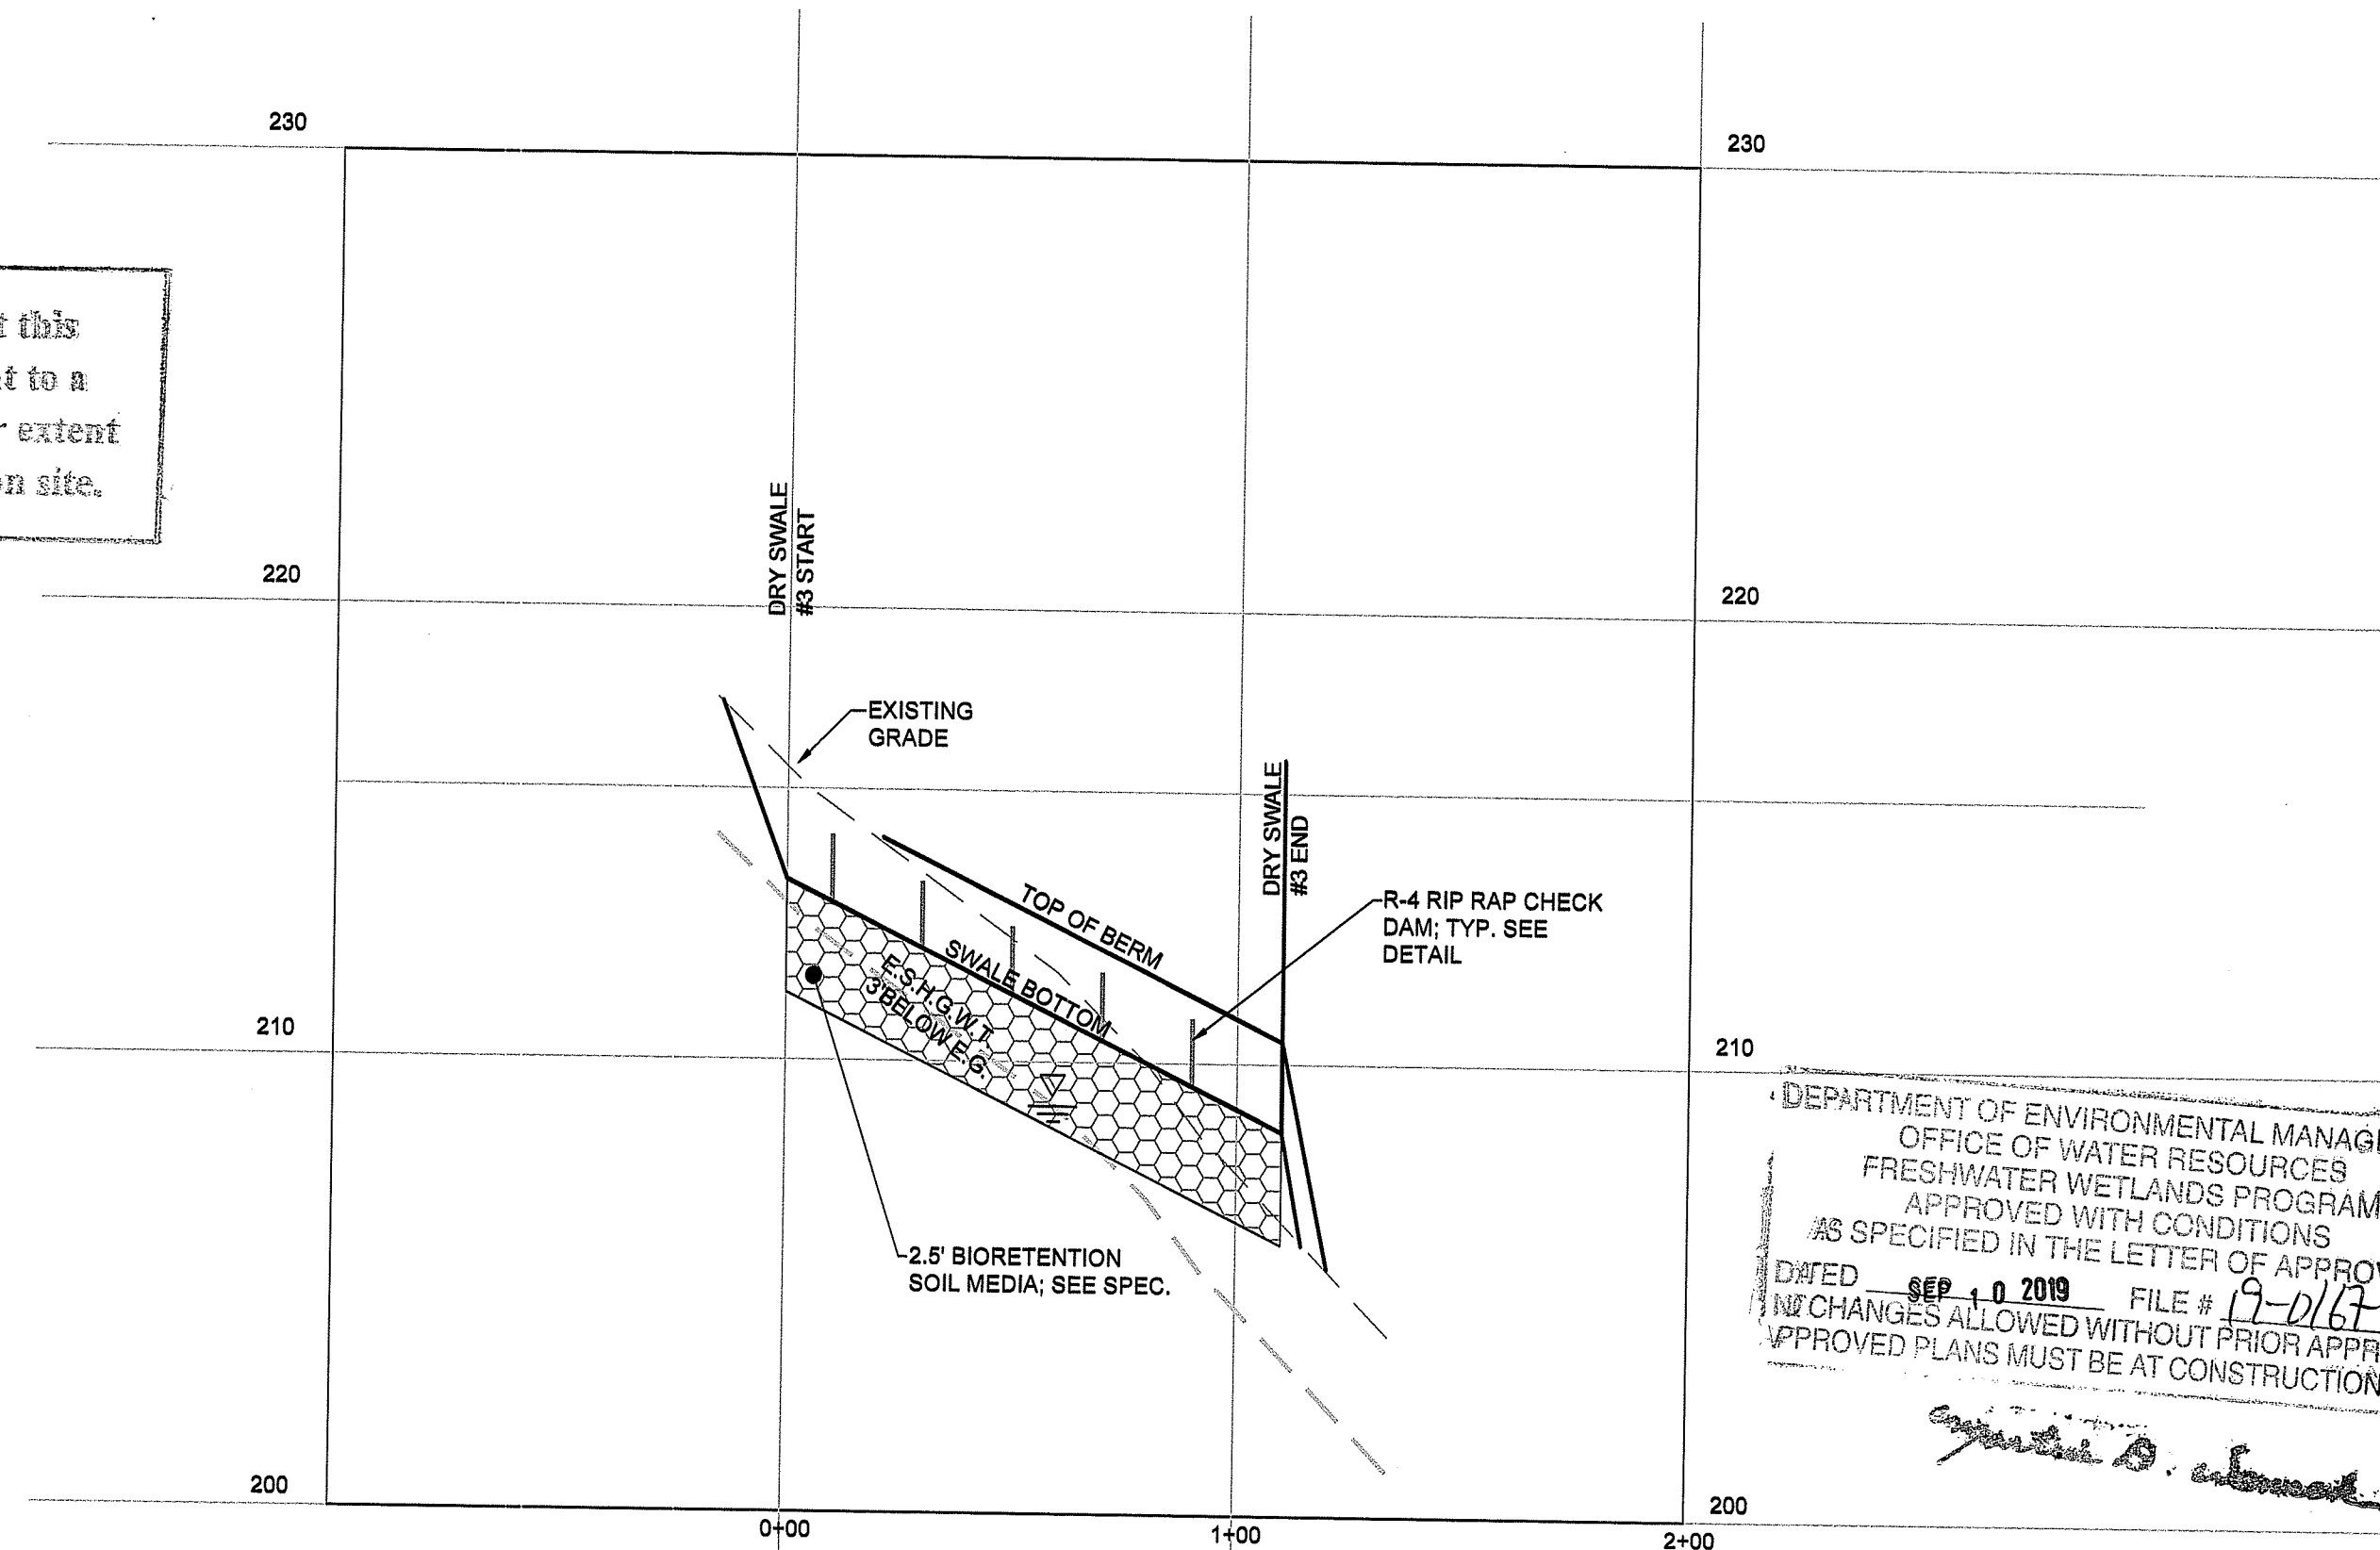 230
230
t this
t to a
r extent
on site.
DRY SWALE
#3 START
220
220
EXISTING
GRADE
DRY SWALE
#3 END
TOP OF BERM
R-4 RIP RAP CHECK
DAM; TYP. SEE
DETAIL
SWALE BOTTOM
E.S.H.G.W.T.
3' BELOW E.G.
210
210
2.5' BIORETENTION
SOIL MEDIA; SEE SPEC.
DEPARTMENT OF ENVIRONMENTAL MANAG
OFFICE OF WATER RESOURCES
FRESHWATER WETLANDS PROGRAM
APPROVED WITH CONDITIONS
AS SPECIFIED IN THE LETTER OF APPROV
DATED SEP 10 2019 FILE # 19-0167
NO CHANGES ALLOWED WITHOUT PRIOR APPR
APPROVED PLANS MUST BE AT CONSTRUCTION
200
200
0+00
1+00
2+00